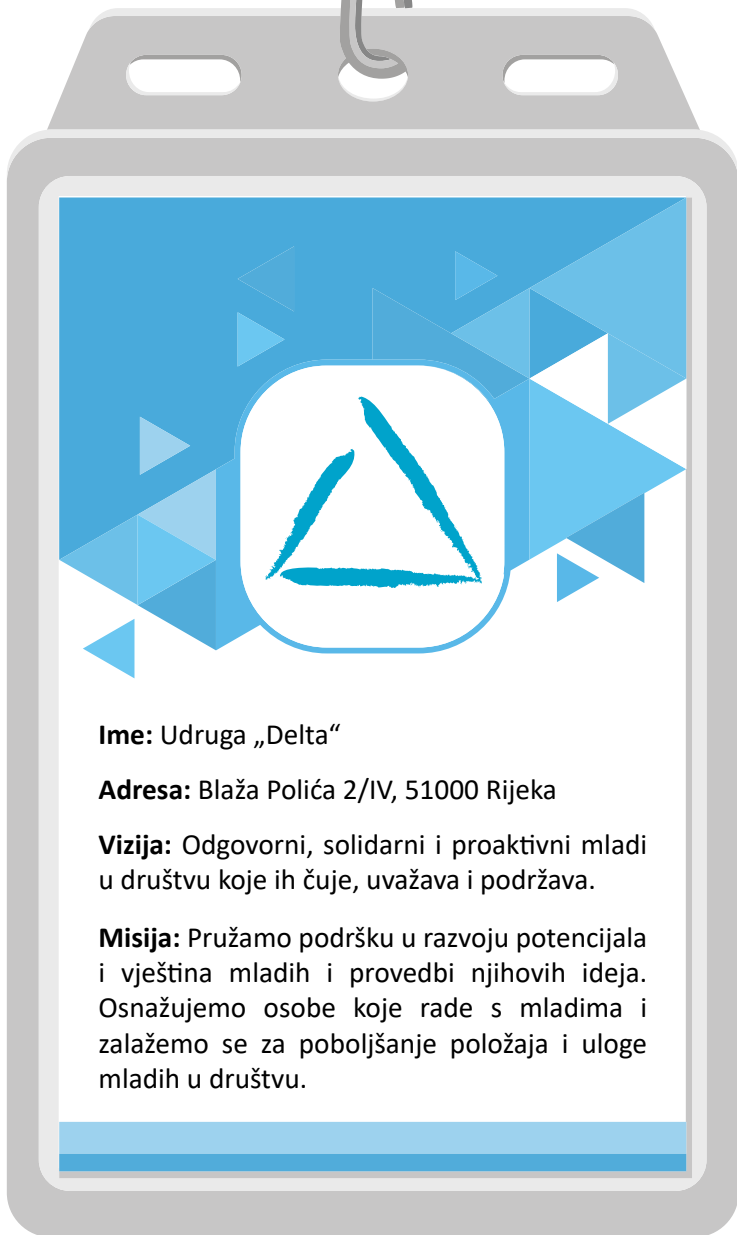 Ime: Udruga „Delta“
Adresa: Blaža Polića 2/IV, 51000 Rijeka
Vizija: Odgovorni, solidarni i proaktivni mladi
u društvu koje ih čuje, uvažava i podržava.
Misija: Pružamo podršku u razvoju potencijala
i vještina mladih i provedbi njihovih ideja.
Osnažujemo osobe koje rade s mladima i
zalažemo se za poboljšanje položaja i uloge
mladih u društvu.